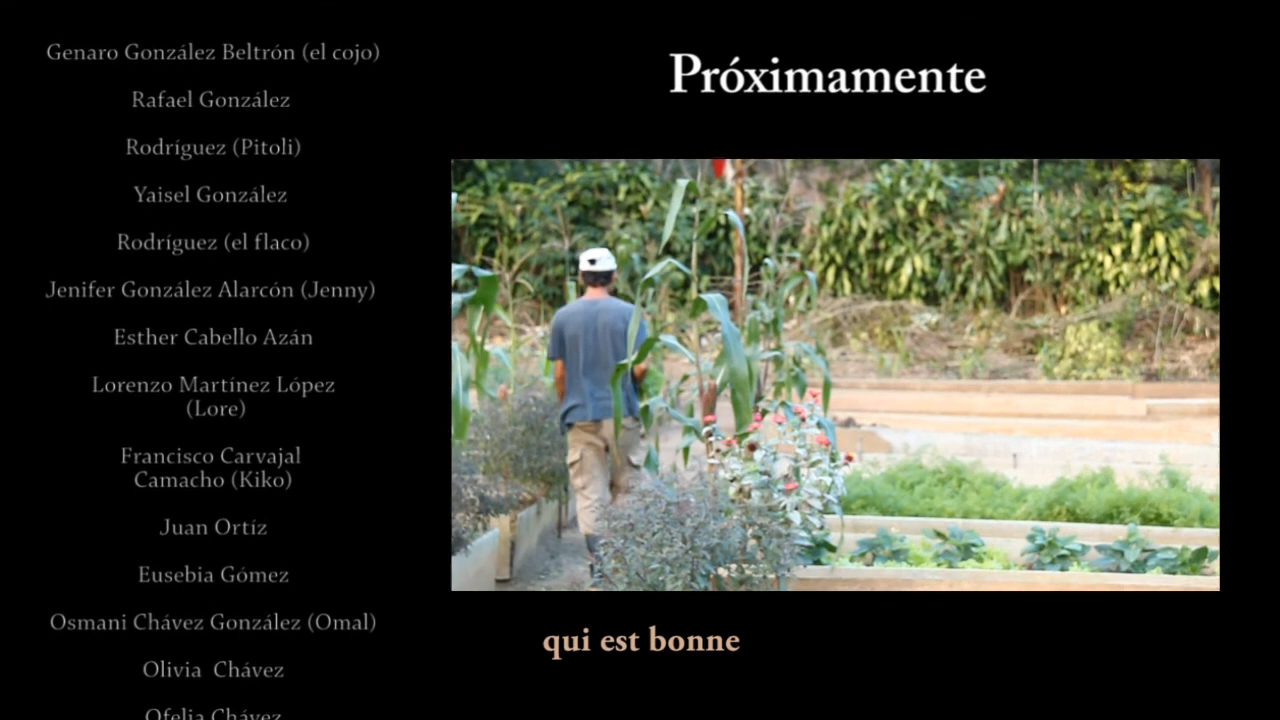 Genaro González Beltrón (el cojo)
Rafael González
Rodríguez (Pitoli)
Yaisel González
Rodríguez (el flaco)
Jenifer González Alarcón (Jenny)
Esther Cabello Azán
Lorenzo Martínez López
(Lore)
Francisco Carvajal
Camacho (Kiko)
Juan Ortíz
Eusebia Gómez
Osmani Chávez González (Omal)
Olivia Chávez
Ofelia Chávez
Próximamente
qui est bonne